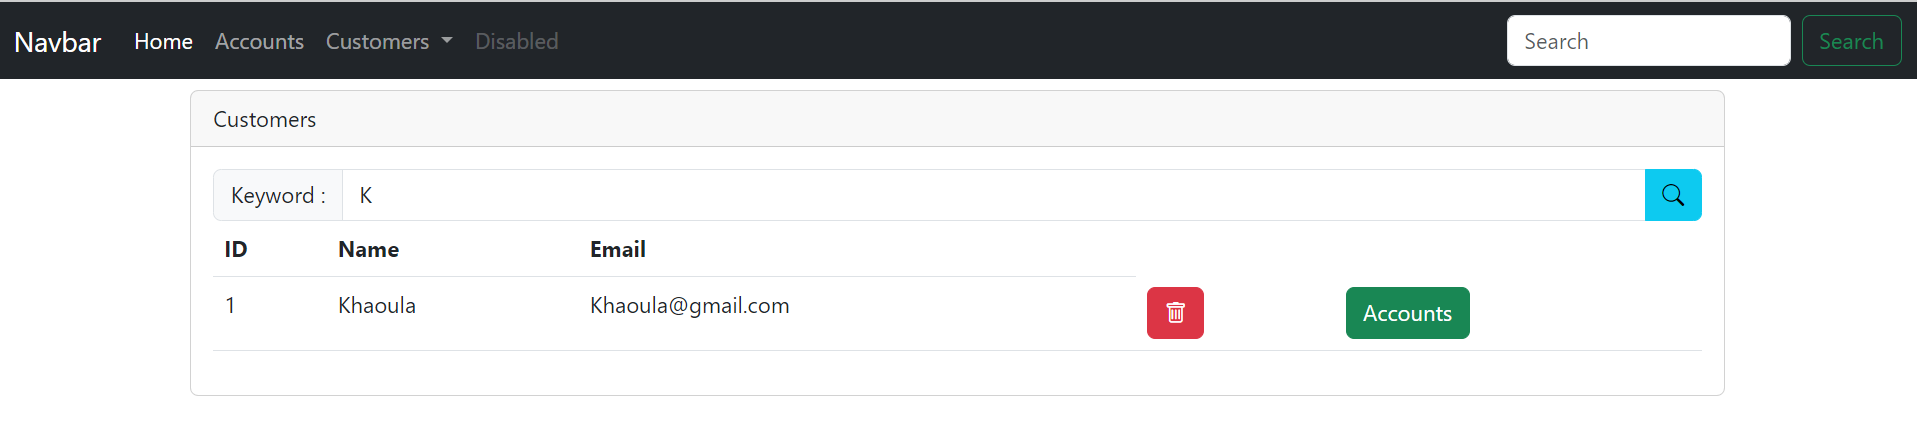 Navbar Home Accounts Customers Disabled Search Search
Customers
Keyword : K
ID Name Email
1 Khaoula Khaoula@gmail.com Accounts